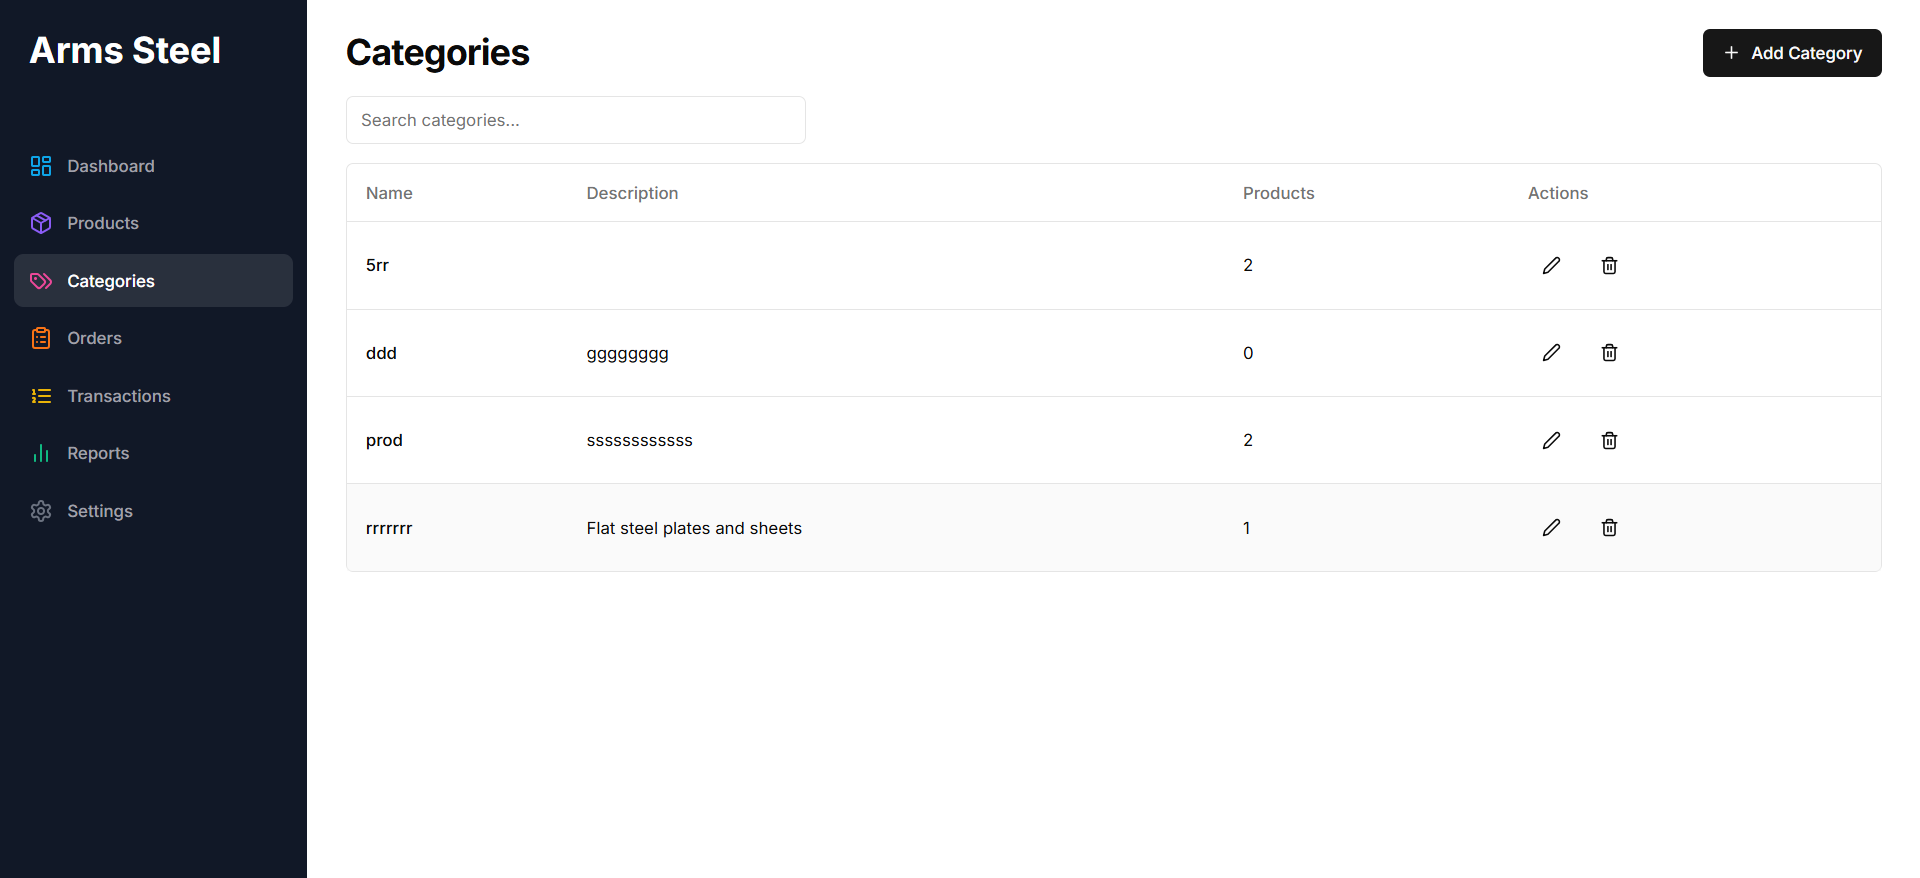 Arms Steel
Dashboard
Products
Categories
Orders
Transactions
Reports
Settings
Categories
Add Category
Search categories...
Name Description Products Actions
5rr 2
ddd gggggggg 0
prod ssssssssssss 2
rrrrrrr Flat steel plates and sheets 1